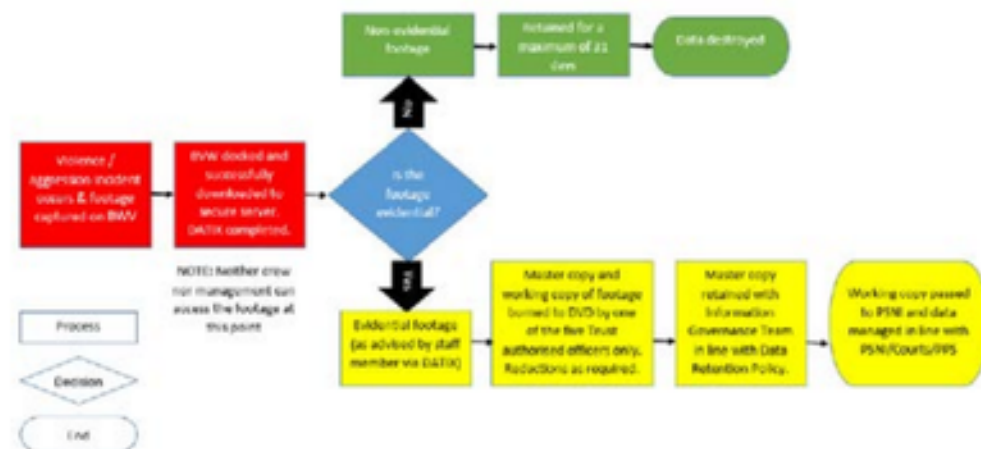 Non-evidential
footage
Retained for a
maximum of 31
days
Data destroyed
No
Violence /
aggression incident
occurs & footage
captured on BWV
BVW docked and
successfully
downloaded to
secure server.
DATIX completed.
Is the
footage
evidential?
NOTE: Neither crew
nor management can
access the footage at
this point
Yes
Evidential footage
(as advised by staff
member via DATIX)
Master copy and
working copy of footage
burned to DVD by one
of the five Trust
authorised officers only.
Redactions as required.
Master copy
retained with
Information
Governance Team
in line with Data
Retention Policy.
Working copy passed
to PSNI and data
managed in line with
PSNI/Courts/PPS
Process
Decision
End